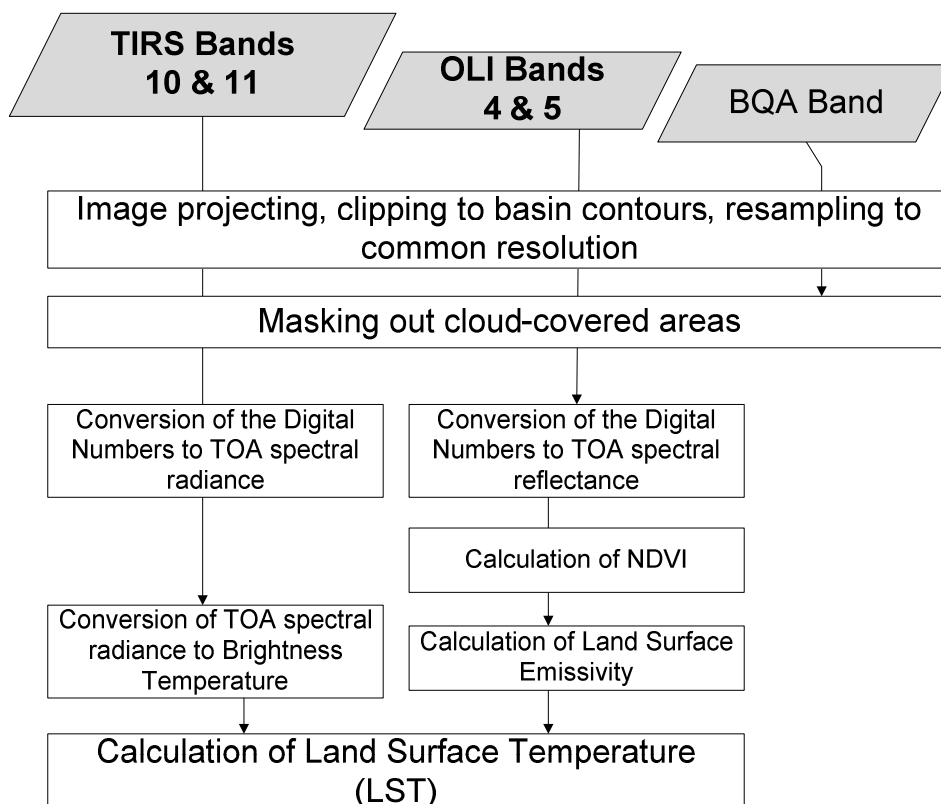 TIRS Bands
10 & 11
OLI Bands
4 & 5
BQA Band
Image projecting, clipping to basin contours, resampling to
common resolution
Masking out cloud-covered areas
Conversion of the Digital
Numbers to TOA spectral
radiance
Conversion of the Digital
Numbers to TOA spectral
reflectance
Calculation of NDVI
Conversion of TOA spectral
radiance to Brightness
Temperature
Calculation of Land Surface
Emissivity
Calculation of Land Surface Temperature
(LST)